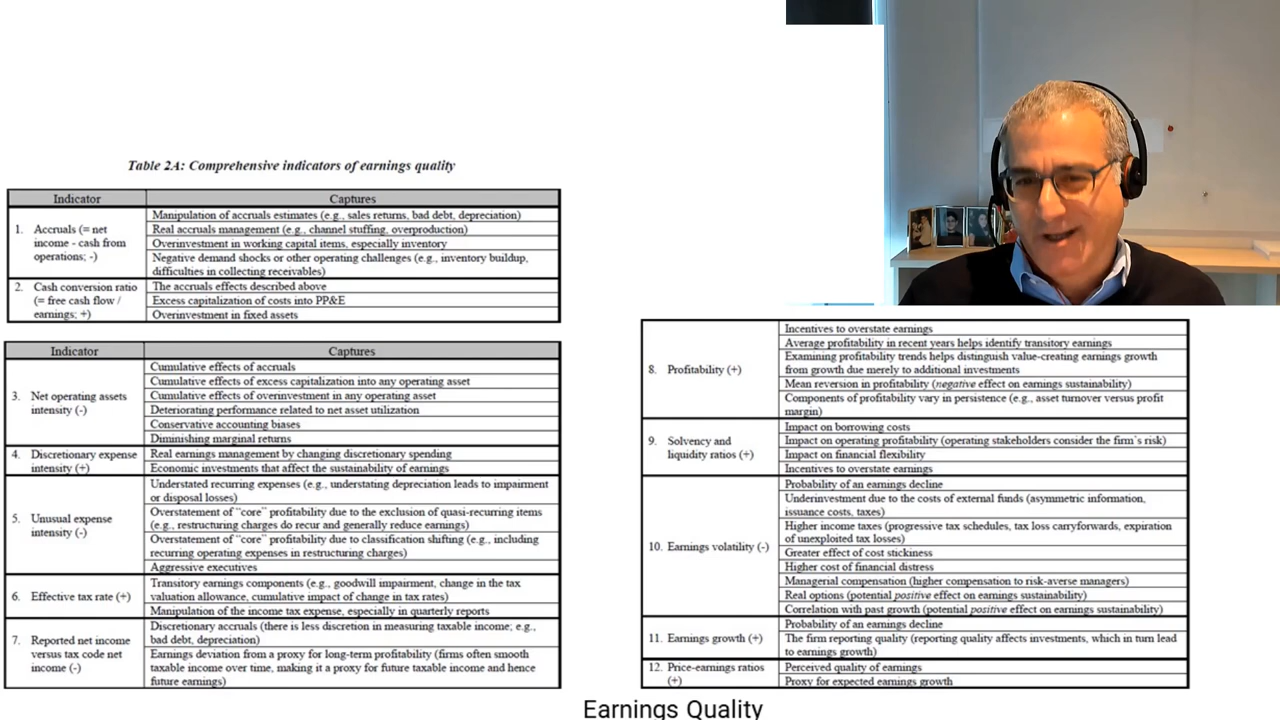 Table 2.A: Comprehensive indicators of earnings quality
Indicator
Captures
1. Accruals (= net
income - cash from
operations; -)
Manipulation of accruals estimates (e.g., sales returns, bad debt, depreciation)
Real accruals management (e.g., channel stuffing, overproduction)
Overinvestment in working capital items, especially inventory
Negative demand shocks or other operating challenges (e.g., inventory buildup,
difficulties in collecting receivables)
2. Cash conversion ratio
(= free cash flow /
earnings; +)
The accruals effects described above
Excess capitalization of costs into PP&E
Overinvestment in fixed assets
Indicator
Captures
3. Net operating assets
intensity (-)
Cumulative effects of accruals
Cumulative effects of excess capitalization into any operating asset
Cumulative effects of overinvestment in any operating asset
Deteriorating performance related to net asset utilization
Conservative accounting biases
Diminishing marginal returns
4. Discretionary expense
intensity (+)
Real earnings management by changing discretionary spending
Economic investments that affect the sustainability of earnings
5. Unusual expense
intensity (-)
Understated recurring expenses (e.g., understating depreciation leads to impairment
or disposal losses)
Overstatement of "core" profitability due to the exclusion of quasi-recurring items
(e.g., restructuring charges do recur and generally reduce earnings)
Overstatement of "core" profitability due to classification shifting (e.g., including
recurring operating expenses in restructuring charges)
Aggressive executives
6. Effective tax rate (+)
Transitory earnings components (e.g., goodwill impairment, change in the tax
valuation allowance, cumulative impact of change in tax rates)
Manipulation of the income tax expense, especially in quarterly reports
7. Reported net income
versus tax code net
income (-)
Discretionary accruals (there is less discretion in measuring taxable income; e.g.,
bad debt, depreciation)
Earnings deviation from a proxy for long-term profitability (firms often smooth
taxable income over time, making it a proxy for future taxable income and hence
future earnings)
8. Profitability (+)
Incentives to overstate earnings
Average profitability in recent years helps identify transitory earnings
Examining profitability trends helps distinguish value-creating earnings growth
from growth due merely to additional investments
Mean reversion in profitability (negative effect on earnings sustainability)
Components of profitability vary in persistence (e.g., asset turnover versus profit
margin)
9. Solvency and
liquidity ratios (+)
Impact on borrowing costs
Impact on operating profitability (operating stakeholders consider the firm's risk)
Impact on financial flexibility
Incentives to overstate earnings
10. Earnings volatility (-)
Probability of an earnings decline
Underinvestment due to the costs of external funds (asymmetric information,
issuance costs, taxes)
Higher income taxes (progressive tax schedules, tax loss carryforwards, expiration
of unexploited tax losses)
Greater effect of cost stickiness
Higher cost of financial distress
Managerial compensation (higher compensation to risk-averse managers)
Real options (potential positive effect on earnings sustainability)
Correlation with past growth (potential positive effect on earnings sustainability)
11. Earnings growth (+)
Probability of an earnings decline
The firm reporting quality (reporting quality affects investments, which in turn lead
to earnings growth)
12. Price-earnings ratios
(+)
Perceived quality of earnings
Proxy for expected earnings growth
Earnings Quality